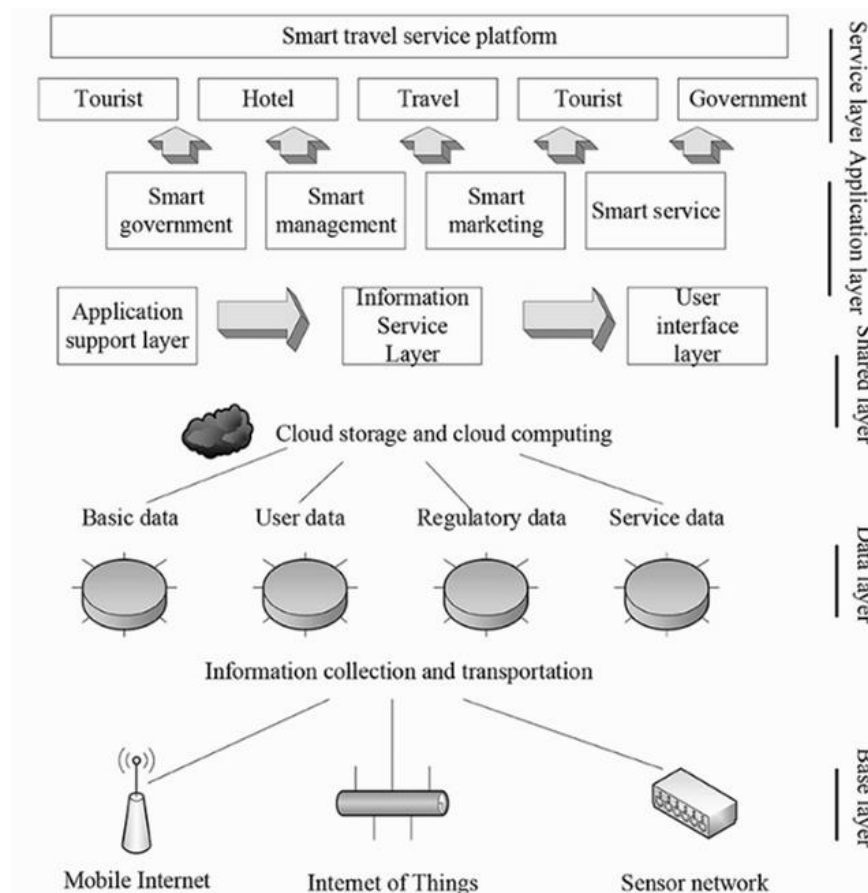 Smart travel service platform
Tourist
Hotel
Travel
Tourist
Government
Smart
government
Smart
management
Smart
marketing
Smart service
Application
support layer
Information
Service
Layer
User
interface
layer
Cloud storage and cloud computing
Basic data
User data
Regulatory data
Service data
Information collection and transportation
Mobile Internet
Internet of Things
Sensor network
Service layer
Application layer
Shared layer
Data layer
Base layer